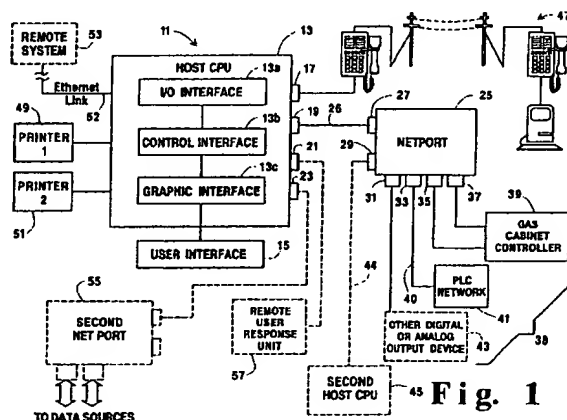 REMOTE
SYSTEM
53
11
13
47
HOST CPU
13a
I/O INTERFACE
17
Ethernet
Link
52
49
PRINTER
1
13b
CONTROL INTERFACE
19
26
27
25
NETPORT
21
29
13c
GRAPHIC INTERFACE
23
PRINTER
2
51
31
33
35
37
39
GAS
CABINET
CONTROLLER
15
USER INTERFACE
44
40
PLC
NETWORK
41
55
SECOND
NET PORT
REMOTE USER
RESPONSE
UNIT
57
OTHER DIGITAL
OR ANALOG
OUTPUT DEVICE
43
38
SECOND
HOST CPU
45
TO DATA SOURCES
Fig. 1